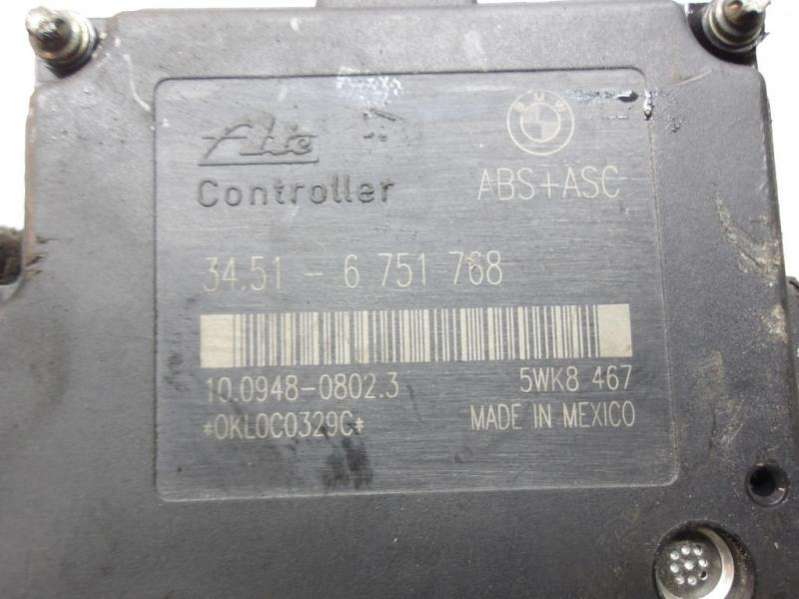 Ate
BMW
Controller
ABS+ASC
34.51 - 6 751 768
10.0948-0802.3
5WK8 467
*0KL0C0329C*
MADE IN MEXICO